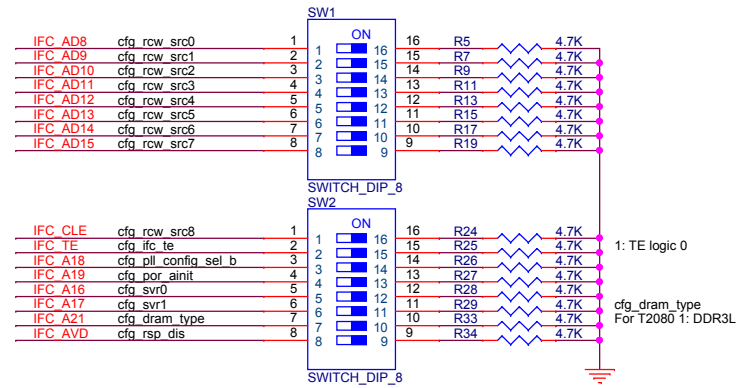 SW1
ON
IFC_AD8 cfg_rcw_src0 1 1 16 16 R5 4.7K
IFC_AD9 cfg_rcw_src1 2 2 15 15 R7 4.7K
IFC_AD10 cfg_rcw_src2 3 3 14 14 R9 4.7K
IFC_AD11 cfg_rcw_src3 4 4 13 13 R11 4.7K
IFC_AD12 cfg_rcw_src4 5 5 12 12 R13 4.7K
IFC_AD13 cfg_rcw_src5 6 6 11 11 R15 4.7K
IFC_AD14 cfg_rcw_src6 7 7 10 10 R17 4.7K
IFC_AD15 cfg_rcw_src7 8 8 9 9 R19 4.7K
SWITCH_DIP_8
SW2
ON
IFC_CLE cfg_rcw_src8 1 1 16 16 R24 4.7K
IFC_TE cfg_ifc_te 2 2 15 15 R25 4.7K 1: TE logic 0
IFC_A18 cfg_pll_config_sel_b 3 3 14 14 R26 4.7K
IFC_A19 cfg_por_ainit 4 4 13 13 R27 4.7K
IFC_A16 cfg_svr0 5 5 12 12 R28 4.7K
IFC_A17 cfg_svr1 6 6 11 11 R29 4.7K cfg_dram_type
IFC_A21 cfg_dram_type 7 7 10 10 R33 4.7K For T2080 1: DDR3L
IFC_AVD cfg_rsp_dis 8 8 9 9 R34 4.7K
SWITCH_DIP_8